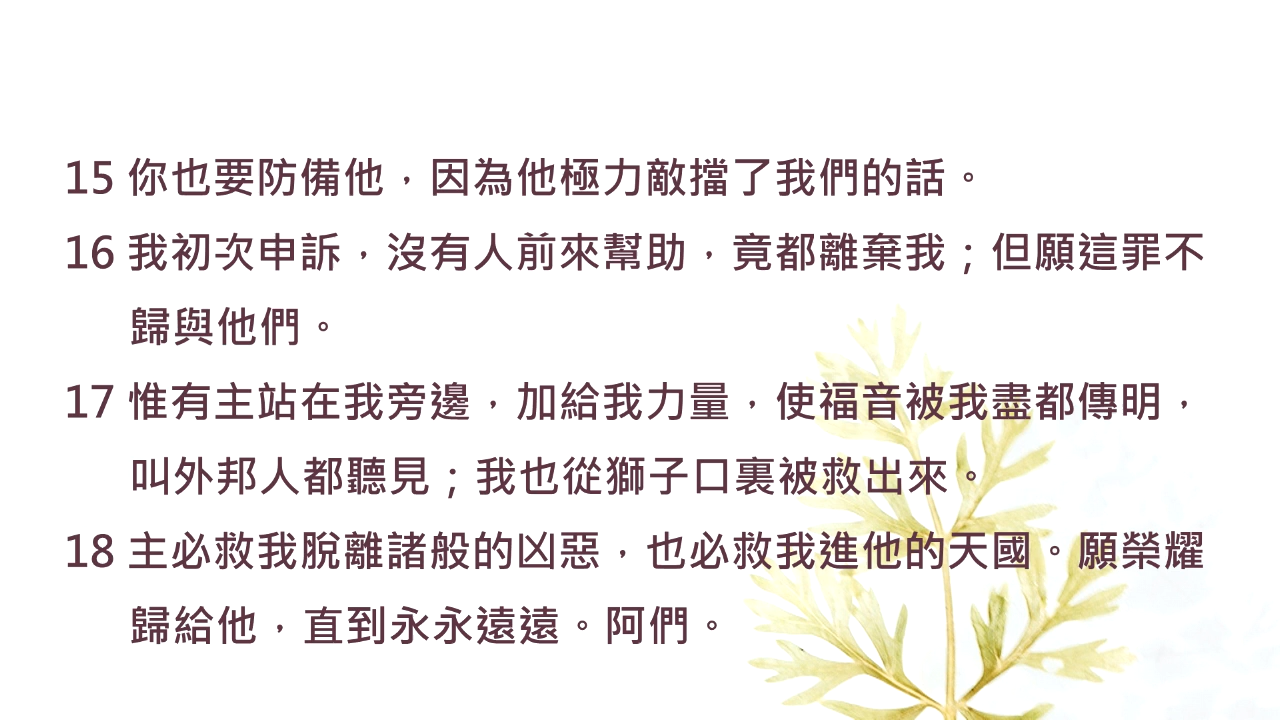 15 你也要防備他，因為他極力敵擋了我們的話。
16 我初次申訴，沒有人前來幫助，竟都離棄我；但願這罪不
歸與他們。
17 惟有主站在我旁邊，加給我力量，使福音被我盡都傳明，
叫外邦人都聽見；我也從獅子口裏被救出來。
18 主必救我脫離諸般的凶惡，也必救我進他的天國。願榮耀
歸給他，直到永永遠遠。阿們。